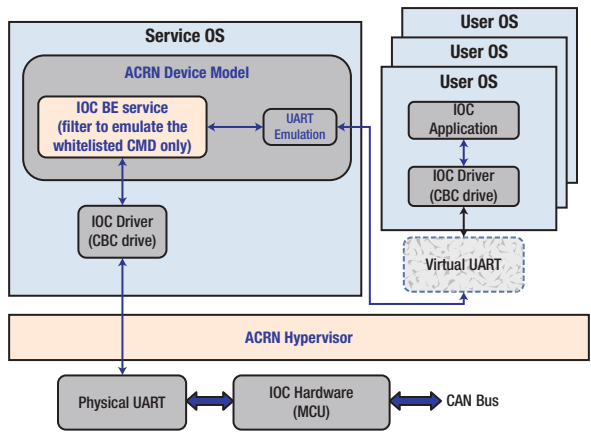 Service OS
ACRN Device Model
IOC BE service
(filter to emulate the
whitelisted CMD only)
UART
Emulation
IOC Driver
(CBC drive)
User OS
User OS
User OS
IOC
Application
IOC Driver
(CBC drive)
Virtual UART
ACRN Hypervisor
Physical UART
IOC Hardware
(MCU)
CAN Bus